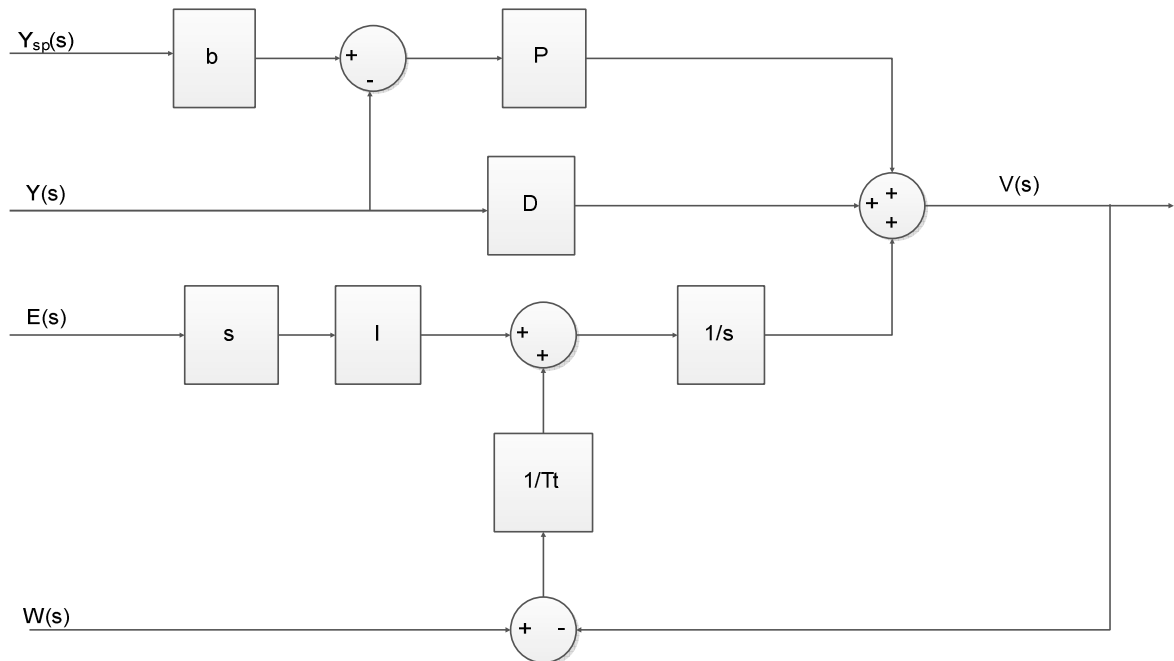 Ysp(s)
b
+
-
P
Y(s)
D
+
+
+
V(s)
E(s)
s
I
+
+
1/s
1/Tt
W(s)
+
-